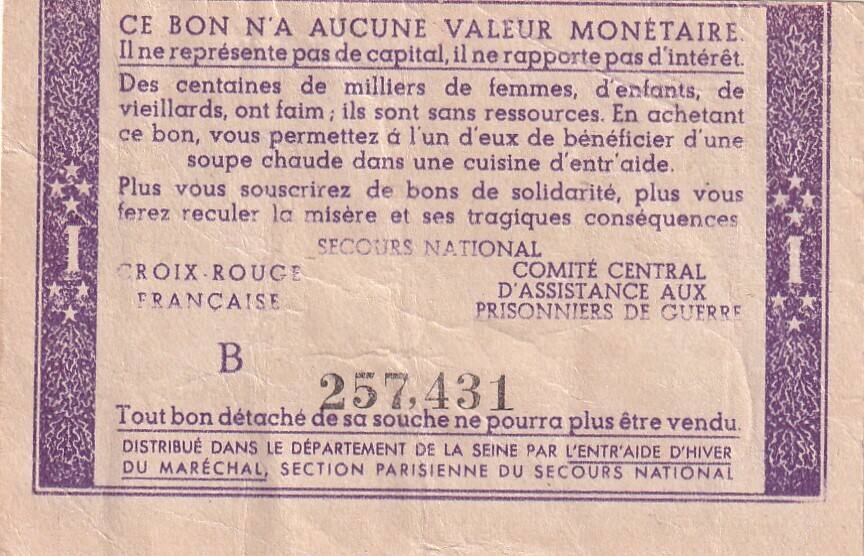 CE BON N'A AUCUNE VALEUR MONÉTAIRE.
Il ne représente pas de capital, il ne rapporte pas d'intérêt.
Des centaines de milliers de femmes, d'enfants, de
vieillards, ont faim ; ils sont sans ressources. En achetant
ce bon, vous permettez á l'un d'eux de bénéficier d'une
soupe chaude dans une cuisine d'entr'aide.
Plus vous souscrirez de bons de solidarité, plus vous
ferez reculer la misère et ses tragiques conséquences
SECOURS NATIONAL
CROIX-ROUGE
FRANÇAISE
COMITÉ CENTRAL
D'ASSISTANCE AUX
PRISONNIERS DE GUERRE
1
1
B
257,431
Tout bon détaché de sa souche ne pourra plus être vendu.
DISTRIBUÉ DANS LE DÉPARTEMENT DE LA SEINE PAR L'ENTR'AIDE D'HIVER
DU MARÉCHAL, SECTION PARISIENNE DU SECOURS NATIONAL